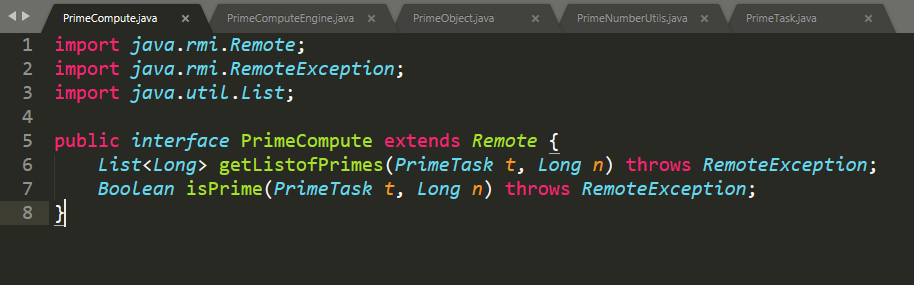 PrimeCompute.java × PrimeComputeEngine.java × PrimeObject.java × PrimeNumberUtils.java × PrimeTask.java ×
1 import java.rmi.Remote;
2 import java.rmi.RemoteException;
3 import java.util.List;
4
5 public interface PrimeCompute extends Remote {
6     List<Long> getListofPrimes(PrimeTask t, Long n) throws RemoteException;
7     Boolean isPrime(PrimeTask t, Long n) throws RemoteException;
8 }